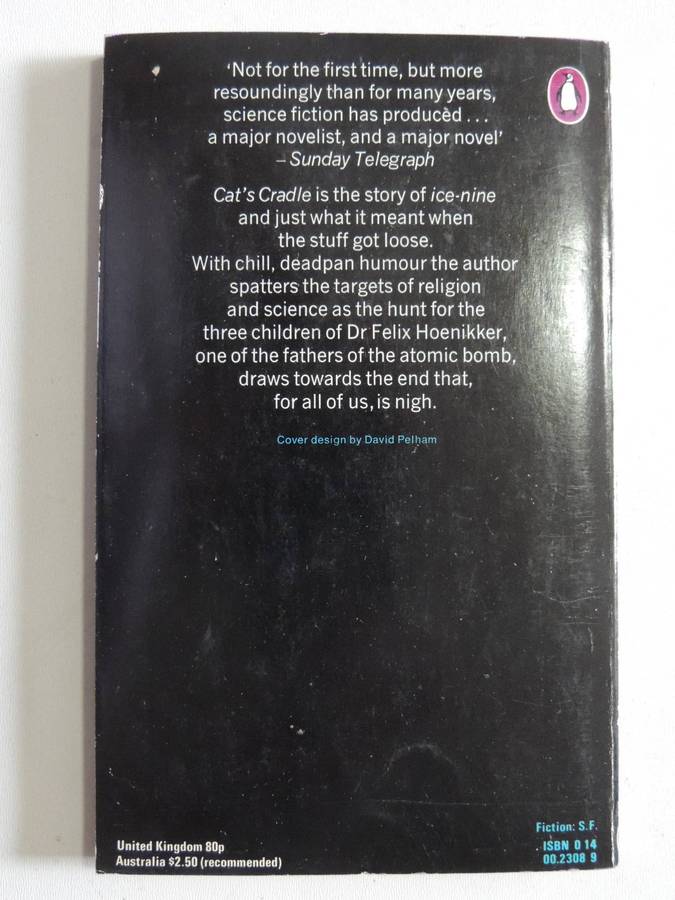 ‘Not for the first time, but more
resoundingly than for many years,
science fiction has produced . . .
a major novelist, and a major novel’
– Sunday Telegraph
Cat’s Cradle is the story of ice-nine
and just what it meant when
the stuff got loose.
With chill, deadpan humour the author
spatters the targets of religion
and science as the hunt for the
three children of Dr Felix Hoenikker,
one of the fathers of the atomic bomb,
draws towards the end that,
for all of us, is nigh.
Cover design by David Pelham
United Kingdom 80p
Australia $2.50 (recommended)
Fiction: S.F.
ISBN 0 14
00.2308 9